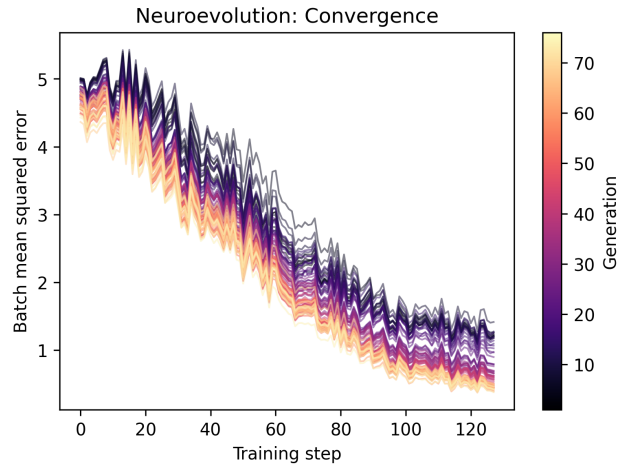 Neuroevolution: Convergence
5
4
3
2
1
Batch mean squared error
0 20 40 60 80 100 120
Training step
70
60
50
40
30
20
10
Generation